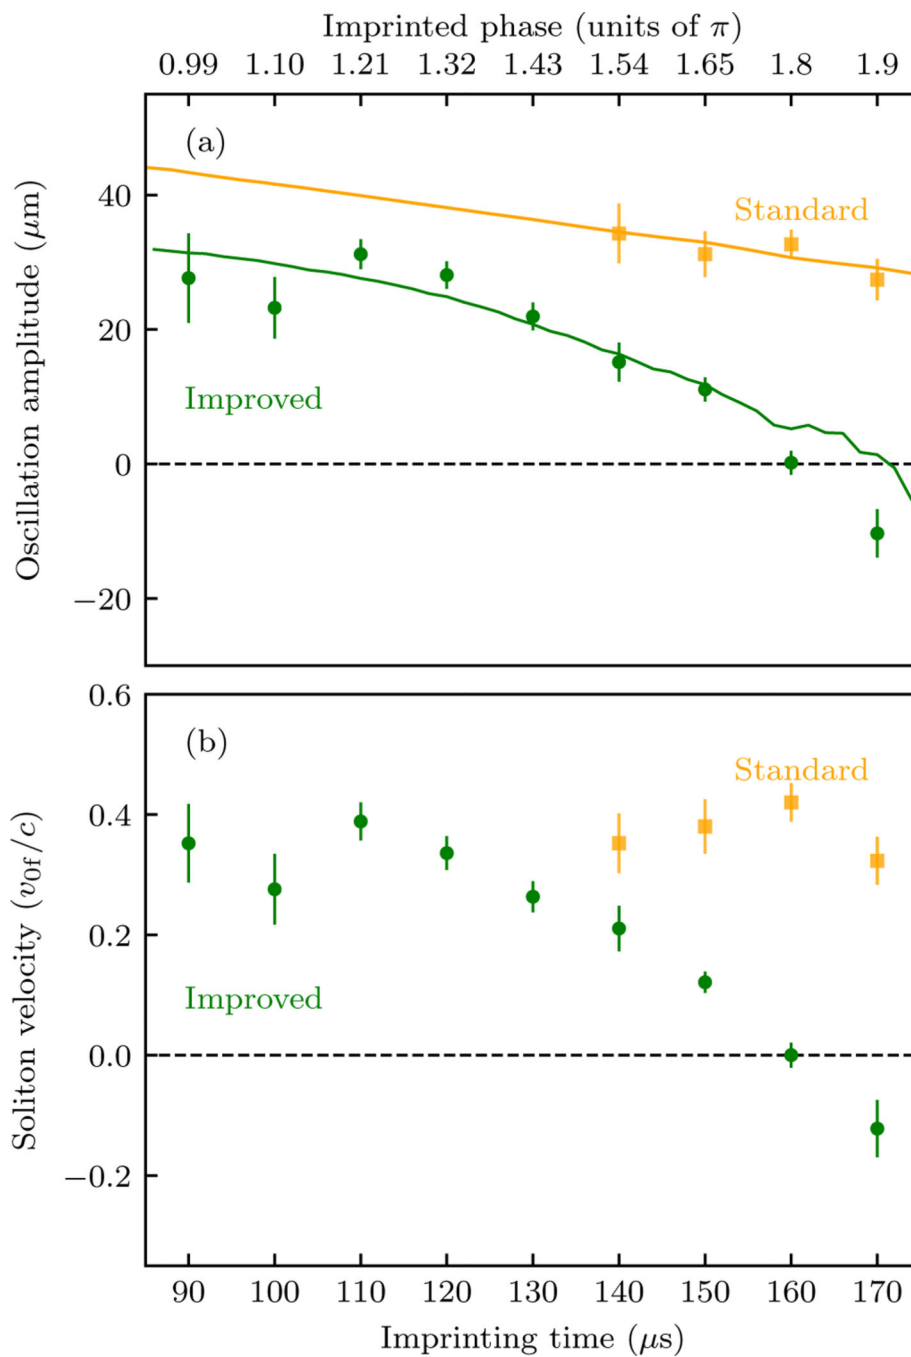 Imprinted phase (units of π)
0.99 1.10 1.21 1.32 1.43 1.54 1.65 1.8 1.9
(a)
Standard
Improved
Oscillation amplitude (μm)
40
20
0
−20
(b)
Standard
Improved
Soliton velocity (v0f/c)
0.6
0.4
0.2
0.0
−0.2
90 100 110 120 130 140 150 160 170
Imprinting time (μs)